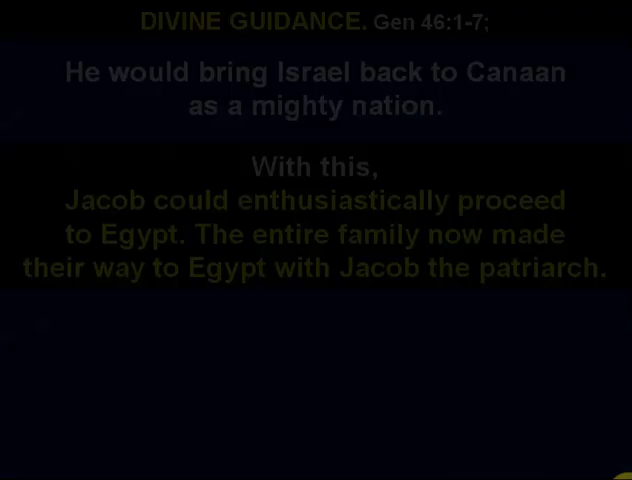 DIVINE GUIDANCE. Gen 46:1-7;
He would bring Israel back to Canaan
as a mighty nation.
With this,
Jacob could enthusiastically proceed
to Egypt. The entire family now made
their way to Egypt with Jacob the patriarch.